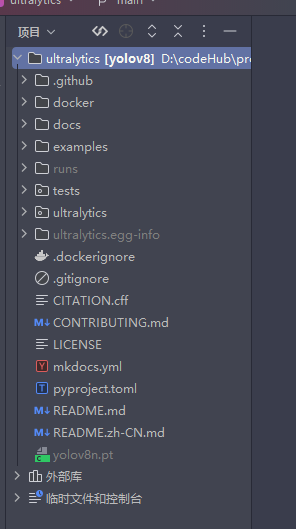 ultralytics main
项目
ultralytics [yolov8] D:\codeHub\pr
.github
docker
docs
examples
runs
tests
ultralytics
ultralytics.egg-info
.dockerignore
.gitignore
CITATION.cff
CONTRIBUTING.md
LICENSE
mkdocs.yml
pyproject.toml
README.md
README.zh-CN.md
yolov8n.pt
外部库
临时文件和控制台